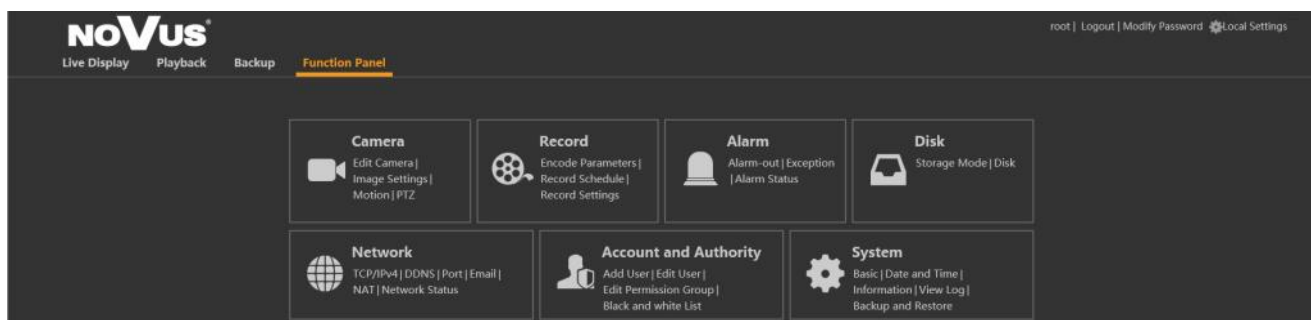 NOVUS®
root | Logout | Modify Password Local Settings
Live Display Playback Backup Function Panel
Camera
Edit Camera |
Image Settings |
Motion | PTZ
Record
Encode Parameters |
Record Schedule |
Record Settings
Alarm
Alarm-out | Exception
| Alarm Status
Disk
Storage Mode | Disk
Network
TCP/IPv4 | DDNS | Port | Email |
NAT | Network Status
Account and Authority
Add User | Edit User |
Edit Permission Group |
Black and white List
System
Basic | Date and Time |
Information | View Log |
Backup and Restore